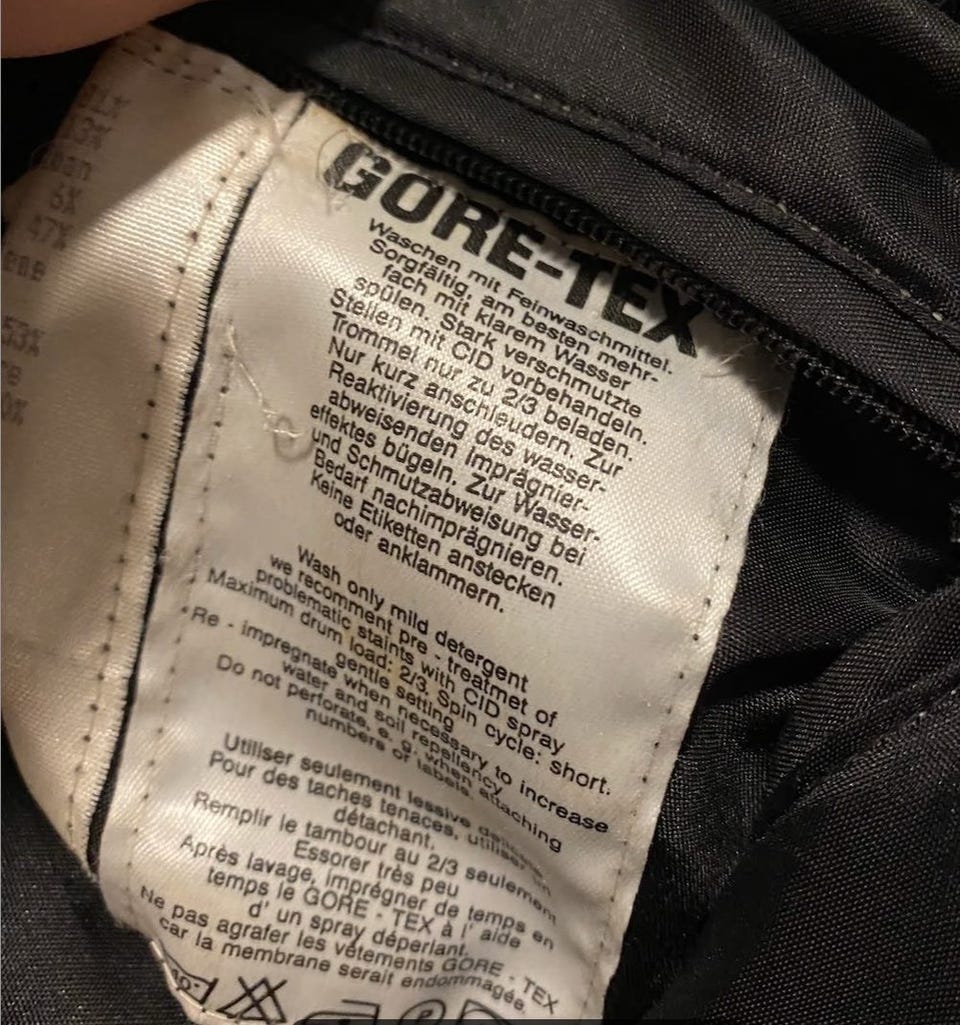 53%
6%
47%
53%
GORE-TEX
Waschen mit Feinwaschmittel.
Sorgfältig, am besten mehr-
fach mit klarem Wasser
spülen. Stark verschmutzte
Stellen mit CID vorbehandeln.
Trommel nur zu 2/3 beladen.
Nur kurz anschleudern. Zur
Reaktivierung des wasser-
abweisenden Imprägnier-
effektes bügeln. Zur Wasser-
und Schmutzabweisung bei
Bedarf nachimprägnieren.
Keine Etiketten anstecken
oder anklammern.
Wash only mild detergent
we recomment pre - treatmet of
problematic staints with CID spray
Maximum drum load: 2/3. Spin cycle: short.
gentle setting
Re - impregnate when necessary to increase
water and soil repellency
Do not perforate, e. g. when attaching
numbers or labels
Utiliser seulement lessive
Pour des taches tenaces, utiliser un
détachant.
Remplir le tambour au 2/3 seulement
Essorer très peu
Après lavage, imprégner de temps en
temps le GORE - TEX à l' aide
d' un spray déperlant.
Ne pas agrafer les vêtements GORE - TEX
car la membrane serait endommagée